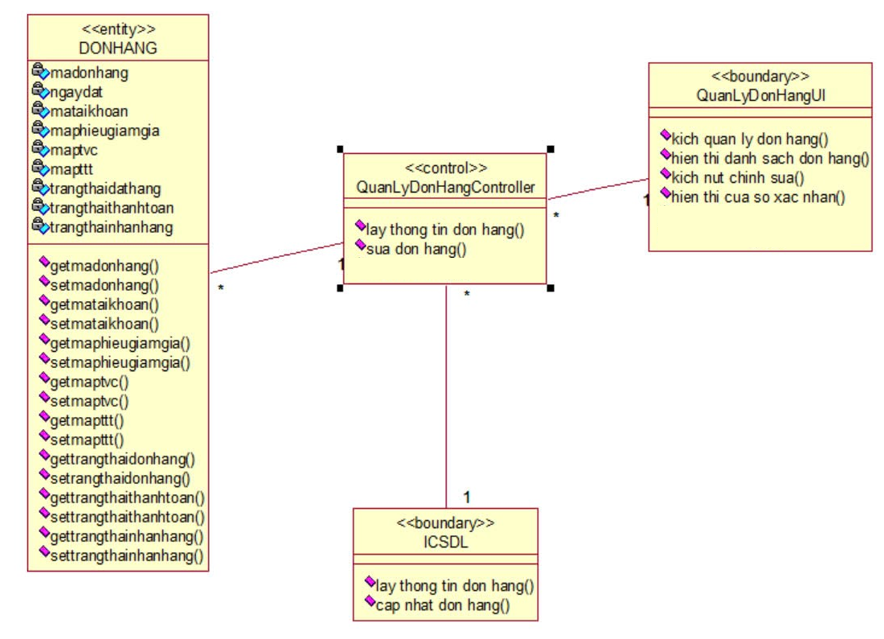 <<entity>>
DONHANG
madonhang
ngaydat
mataikhoan
maphieugiamgia
maptvc
mapttt
trangthaidathang
trangthaithanhtoan
trangthainhanhang
getmadonhang()
setmadonhang()
getmataikhoan()
setmataikhoan()
getmaphieugiamgia()
setmaphieugiamgia()
getmaptvc()
setmaptvc()
getmapttt()
setmapttt()
gettrangthaidonhang()
setrangthaidonhang()
gettrangthaithanhtoan()
settrangthaithanhtoan()
gettrangthainhanhang()
settrangthainhanhang()
*
1
<<control>>
QuanLyDonHangController
lay thong tin don hang()
sua don hang()
*
1
<<boundary>>
QuanLyDonHangUI
kich quan ly don hang()
hien thi danh sach don hang()
kich nut chinh sua()
hien thi cua so xac nhan()
*
1
<<boundary>>
ICSDL
lay thong tin don hang()
cap nhat don hang()